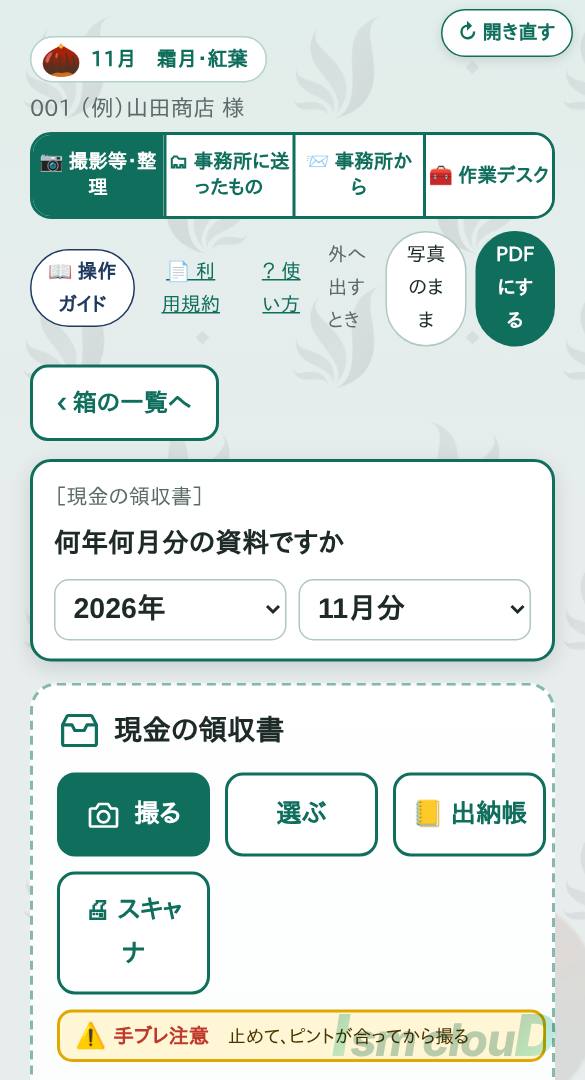 開き直す
11月　霜月･紅葉
001 (例)山田商店 様
撮影等･整
理
事務所に送
ったもの
事務所か
ら
作業デスク
操作
ガイド
利
用規約
? 使
い方
外へ
出す
とき
写真
のま
ま
PDF
にす
る
‹ 箱の一覧へ
［現金の領収書］
何年何月分の資料ですか
2026年
11月分
現金の領収書
撮る
選ぶ
出納帳
スキャ
ナ
手ブレ注意　止めて、ピントが合ってから撮る
IsmclouD